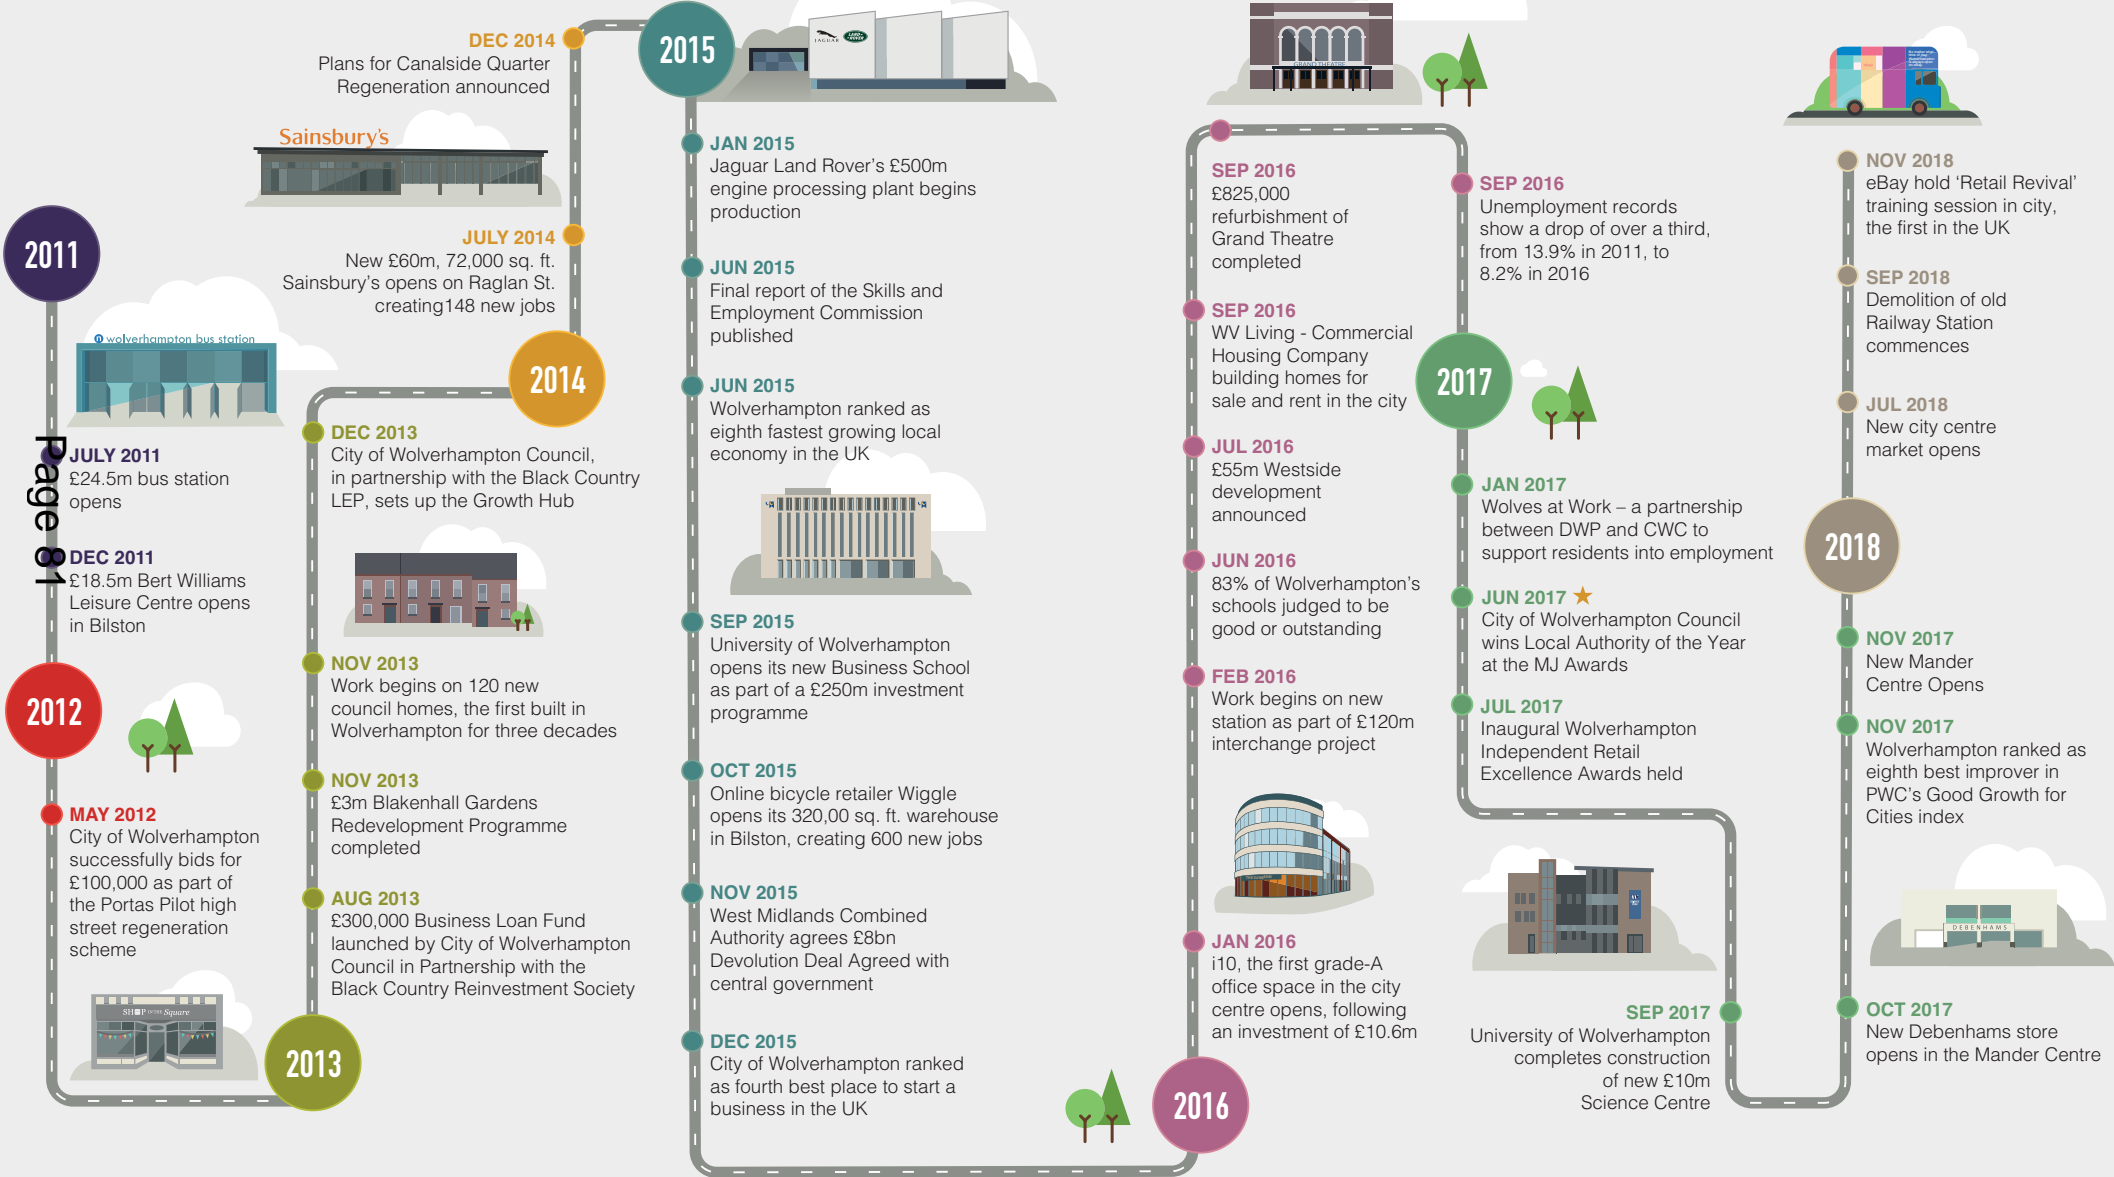 2011
wolverhampton bus station
JULY 2011
£24.5m bus station
opens
DEC 2011
£18.5m Bert Williams
Leisure Centre opens
in Bilston
Page 81
2012
MAY 2012
City of Wolverhampton
successfully bids for
£100,000 as part of
the Portas Pilot high
street regeneration
scheme
SHOP IN THE Square
2013
AUG 2013
£300,000 Business Loan Fund
launched by City of Wolverhampton
Council in Partnership with the
Black Country Reinvestment Society
NOV 2013
£3m Blakenhall Gardens
Redevelopment Programme
completed
NOV 2013
Work begins on 120 new
council homes, the first built in
Wolverhampton for three decades
DEC 2013
City of Wolverhampton Council,
in partnership with the Black Country
LEP, sets up the Growth Hub
2014
JULY 2014
New £60m, 72,000 sq. ft.
Sainsbury's opens on Raglan St.
creating148 new jobs
Sainsbury's
DEC 2014
Plans for Canalside Quarter
Regeneration announced
2015
JAGUAR
LAND-ROVER
JAN 2015
Jaguar Land Rover's £500m
engine processing plant begins
production
JUN 2015
Final report of the Skills and
Employment Commission
published
JUN 2015
Wolverhampton ranked as
eighth fastest growing local
economy in the UK
SEP 2015
University of Wolverhampton
opens its new Business School
as part of a £250m investment
programme
OCT 2015
Online bicycle retailer Wiggle
opens its 320,00 sq. ft. warehouse
in Bilston, creating 600 new jobs
NOV 2015
West Midlands Combined
Authority agrees £8bn
Devolution Deal Agreed with
central government
DEC 2015
City of Wolverhampton ranked
as fourth best place to start a
business in the UK
2016
JAN 2016
i10, the first grade-A
office space in the city
centre opens, following
an investment of £10.6m
FEB 2016
Work begins on new
station as part of £120m
interchange project
JUN 2016
83% of Wolverhampton's
schools judged to be
good or outstanding
JUL 2016
£55m Westside
development
announced
SEP 2016
WV Living - Commercial
Housing Company
building homes for
sale and rent in the city
SEP 2016
£825,000
refurbishment of
Grand Theatre
completed
GRAND THEATRE
SEP 2016
Unemployment records
show a drop of over a third,
from 13.9% in 2011, to
8.2% in 2016
2017
JAN 2017
Wolves at Work – a partnership
between DWP and CWC to
support residents into employment
JUN 2017
City of Wolverhampton Council
wins Local Authority of the Year
at the MJ Awards
JUL 2017
Inaugural Wolverhampton
Independent Retail
Excellence Awards held
SEP 2017
University of Wolverhampton
completes construction
of new £10m
Science Centre
OCT 2017
New Debenhams store
opens in the Mander Centre
DEBENHAMS
NOV 2017
Wolverhampton ranked as
eighth best improver in
PWC's Good Growth for
Cities index
NOV 2017
New Mander
Centre Opens
2018
JUL 2018
New city centre
market opens
SEP 2018
Demolition of old
Railway Station
commences
NOV 2018
eBay hold ‘Retail Revival’
training session in city,
the first in the UK